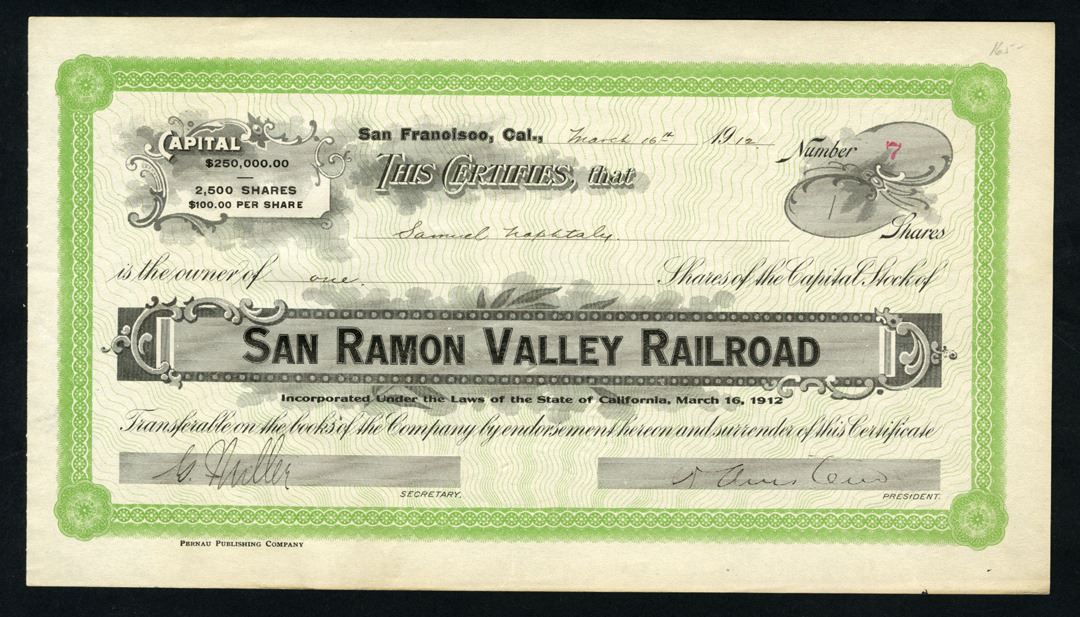 165-
CAPITAL
$250,000.00
2,500 SHARES
$100.00 PER SHARE
San Francisco, Cal., March 16th 1912
Number 7
THIS CERTIFIES, that
1 Shares
Samuel Naphtaly.
is the owner of one. Shares of the Capital Stock of
SAN RAMON VALLEY RAILROAD
Incorporated Under the Laws of the State of California, March 16, 1912
Transferable on the books of the Company by endorsement hereon and surrender of this Certificate
G. Miller
SECRETARY.
PRESIDENT.
PERNAU PUBLISHING COMPANY